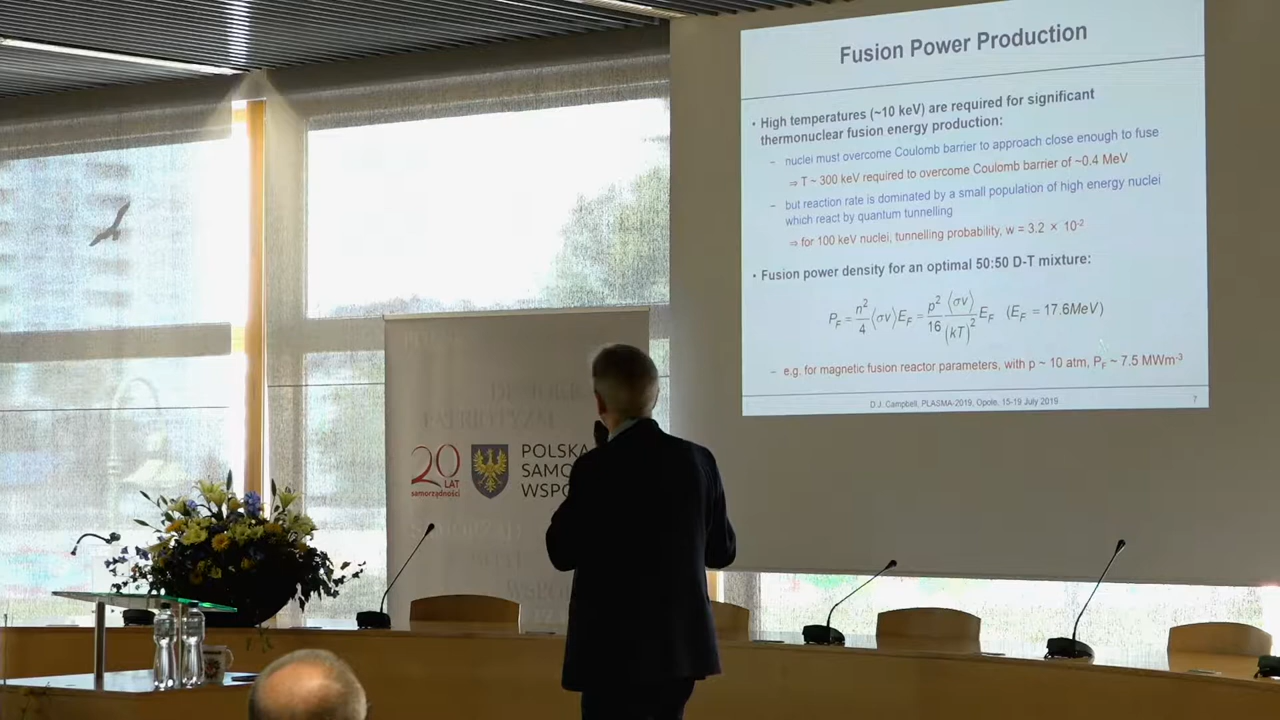 Fusion Power Production
• High temperatures (~10 keV) are required for significant
thermonuclear fusion energy production:
– nuclei must overcome Coulomb barrier to approach close enough to fuse
⇒ T ~ 300 keV required to overcome Coulomb barrier of ~0.4 MeV
– but reaction rate is dominated by a small population of high energy nuclei
which react by quantum tunnelling
⇒ for 100 keV nuclei, tunnelling probability, w = 3.2 × 10⁻²
• Fusion power density for an optimal 50:50 D-T mixture:
P_F = n²/4 ⟨σv⟩E_F = p²/16 ⟨σv⟩/(kT)² E_F (E_F = 17.6MeV)
– e.g. for magnetic fusion reactor parameters, with p ~ 10 atm, P_F ~ 7.5 MWm⁻³
D.J. Campbell, PLASMA-2019, Opole, 15-19 July 2019
7
PATRIOTYZM
20
LAT
samorządności
POLSKA
SAMO
WSPÓ